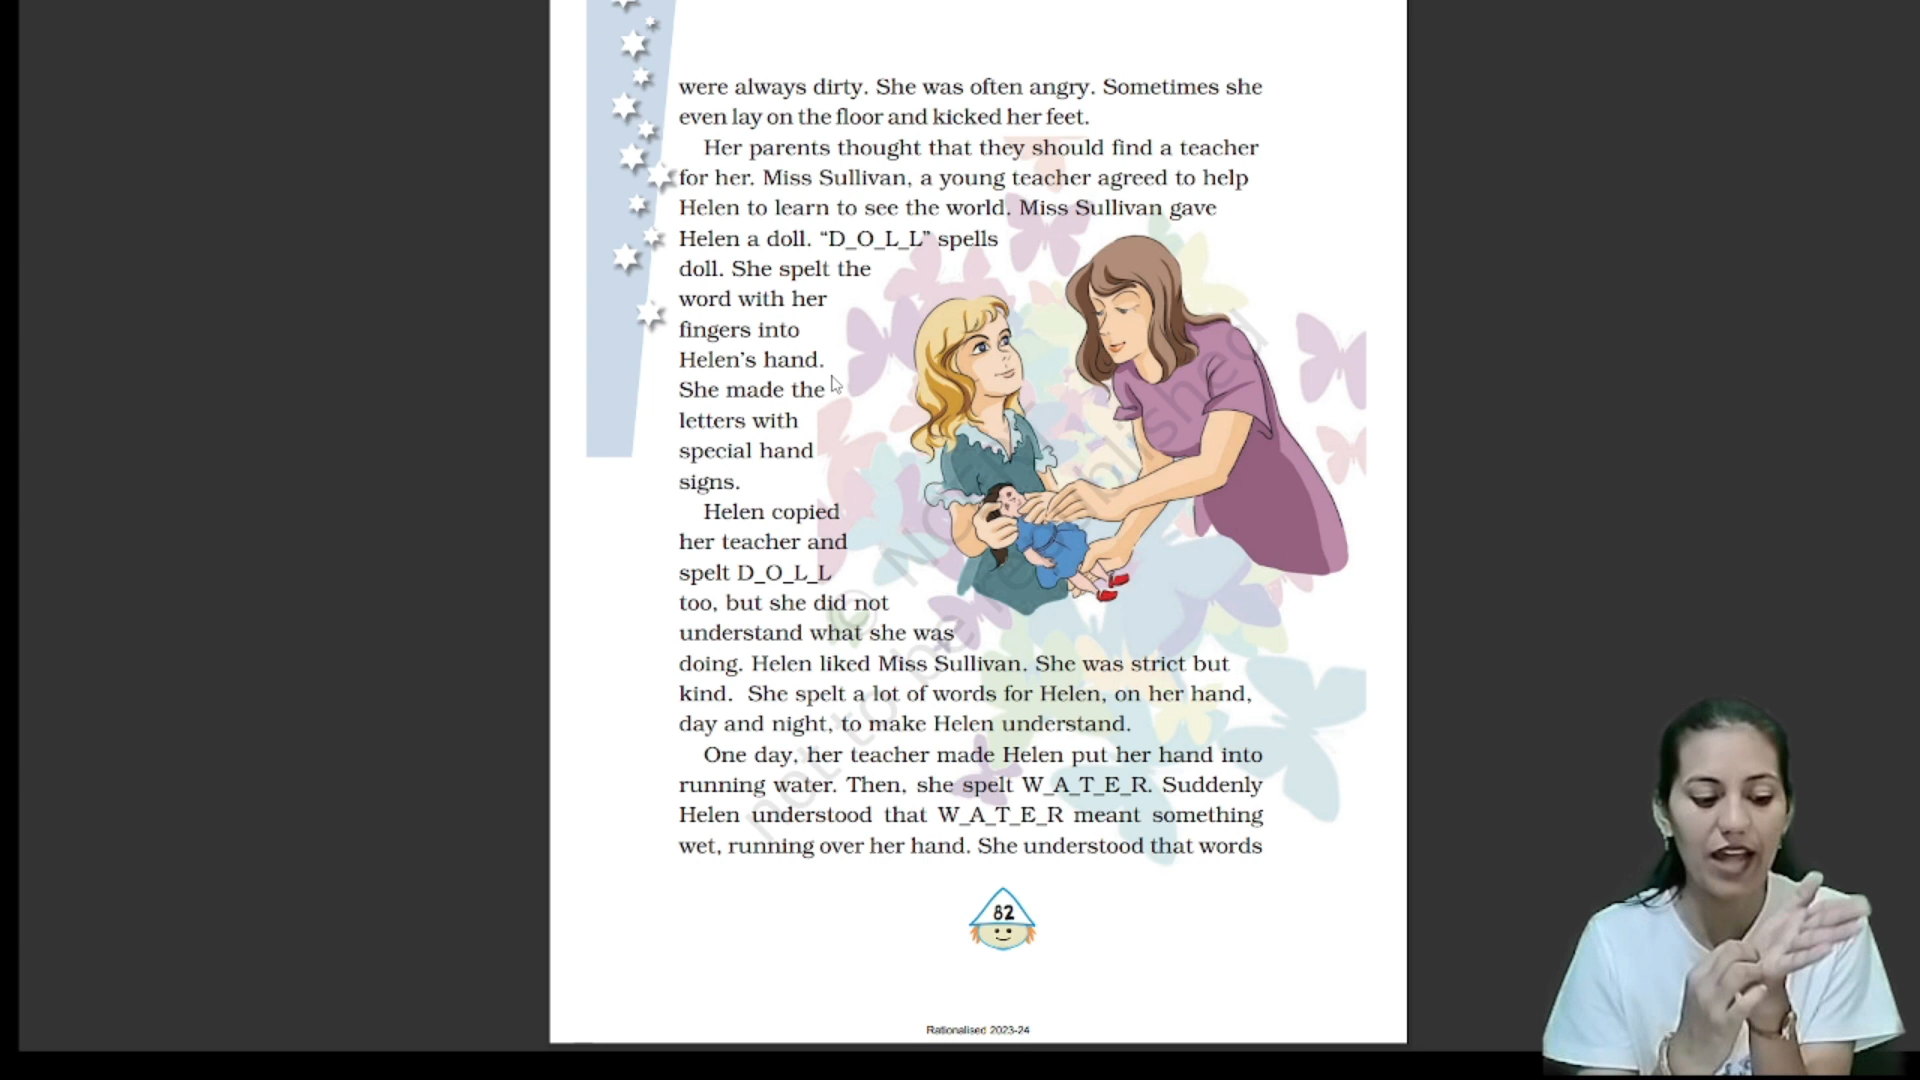 were always dirty. She was often angry. Sometimes she
even lay on the floor and kicked her feet.
Her parents thought that they should find a teacher
for her. Miss Sullivan, a young teacher agreed to help
Helen to learn to see the world. Miss Sullivan gave
Helen a doll. “D_O_L_L” spells
doll. She spelt the
word with her
fingers into
Helen’s hand.
She made the
letters with
special hand
signs.
Helen copied
her teacher and
spelt D_O_L_L
too, but she did not
understand what she was
doing. Helen liked Miss Sullivan. She was strict but
kind. She spelt a lot of words for Helen, on her hand,
day and night, to make Helen understand.
One day, her teacher made Helen put her hand into
running water. Then, she spelt W_A_T_E_R. Suddenly
Helen understood that W_A_T_E_R meant something
wet, running over her hand. She understood that words
82
Rationalised 2023-24